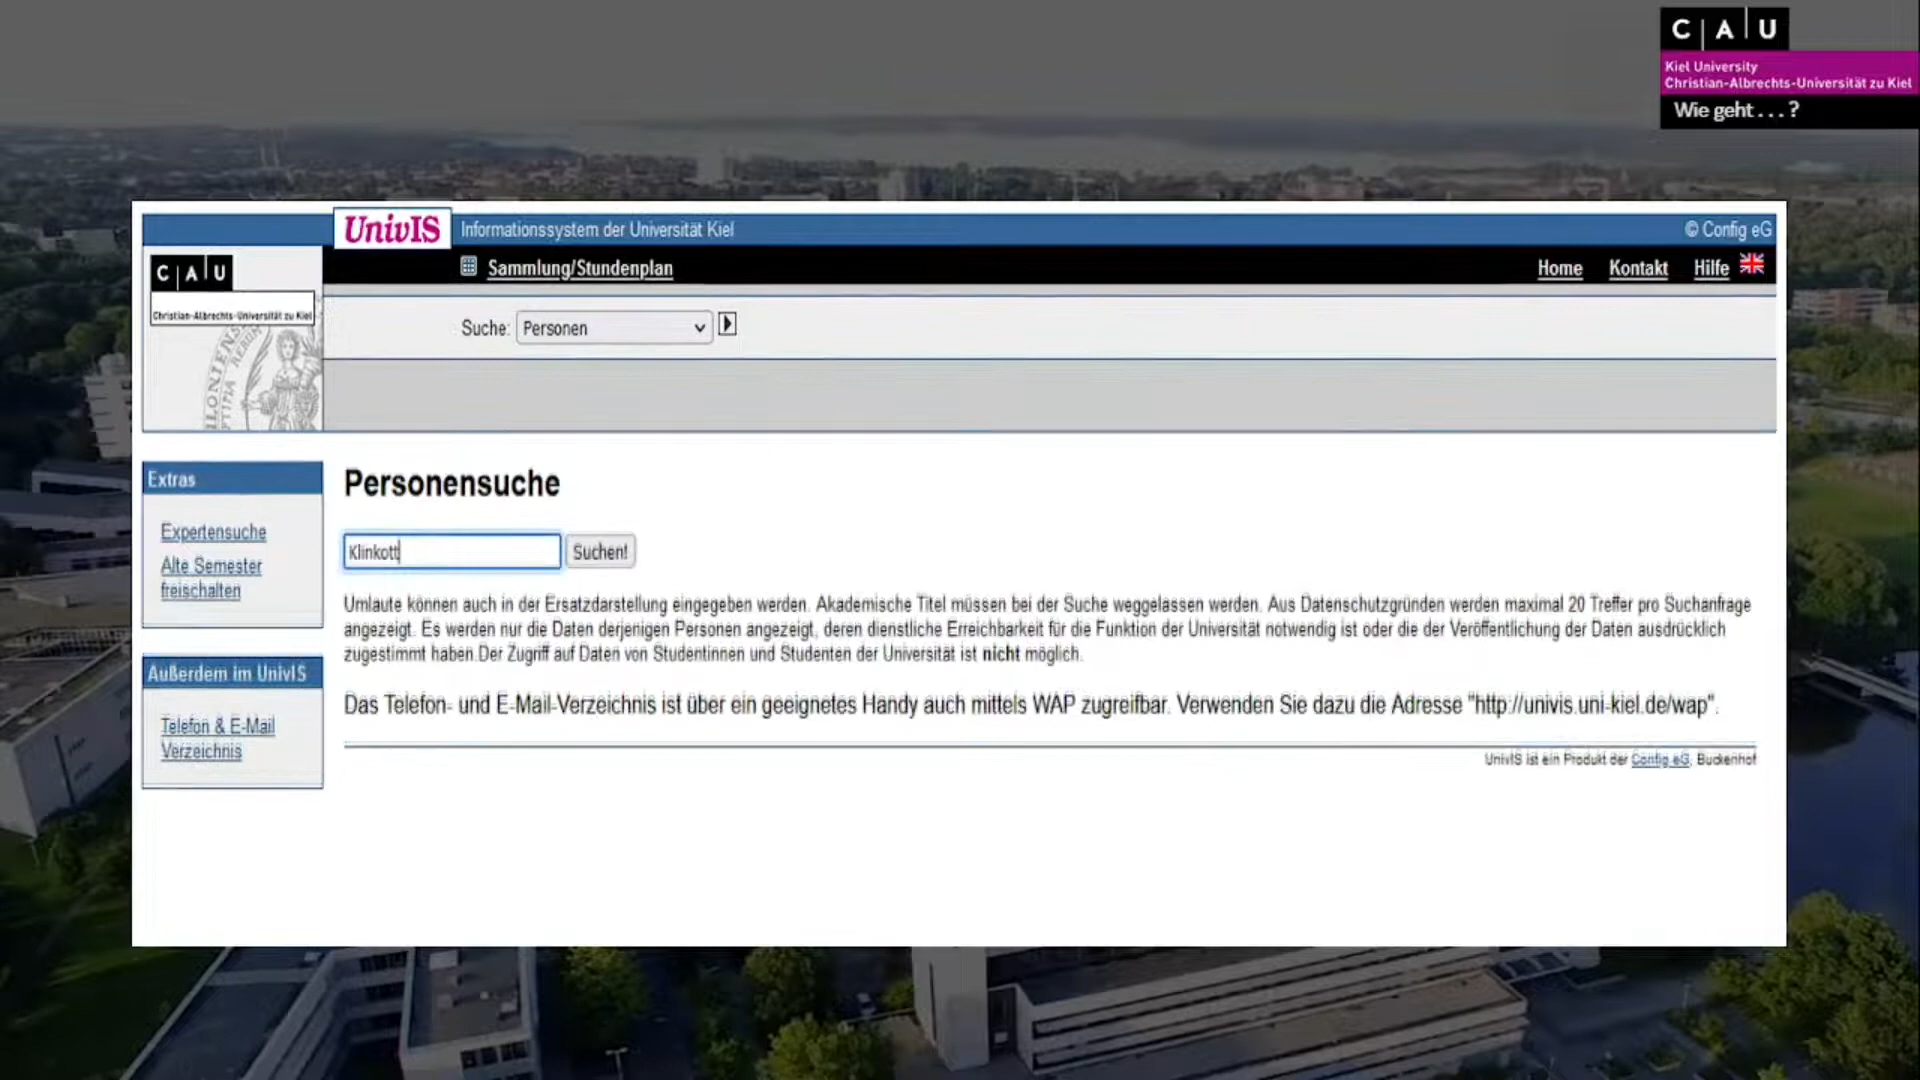 C A U
Kiel University
Christian-Albrechts-Universität zu Kiel
Wie geht . . . ?
UnivIS
Informationssystem der Universität Kiel
© Config eG
C A U
Christian-Albrechts-Universität zu Kiel
Sammlung/Stundenplan
Home
Kontakt
Hilfe
Suche: Personen
Extras
Expertensuche
Alte Semester
freischalten
Außerdem im UnivIS
Telefon & E-Mail
Verzeichnis
Personensuche
Klinkott
Suchen!
Umlaute können auch in der Ersatzdarstellung eingegeben werden. Akademische Titel müssen bei der Suche weggelassen werden. Aus Datenschutzgründen werden maximal 20 Treffer pro Suchanfrage
angezeigt. Es werden nur die Daten derjenigen Personen angezeigt, deren dienstliche Erreichbarkeit für die Funktion der Universität notwendig ist oder die der Veröffentlichung der Daten ausdrücklich
zugestimmt haben.Der Zugriff auf Daten von Studentinnen und Studenten der Universität ist nicht möglich.
Das Telefon- und E-Mail-Verzeichnis ist über ein geeignetes Handy auch mittels WAP zugreifbar. Verwenden Sie dazu die Adresse "http://univis.uni-kiel.de/wap".
UnivIS ist ein Produkt der Config eG, Buckenhof